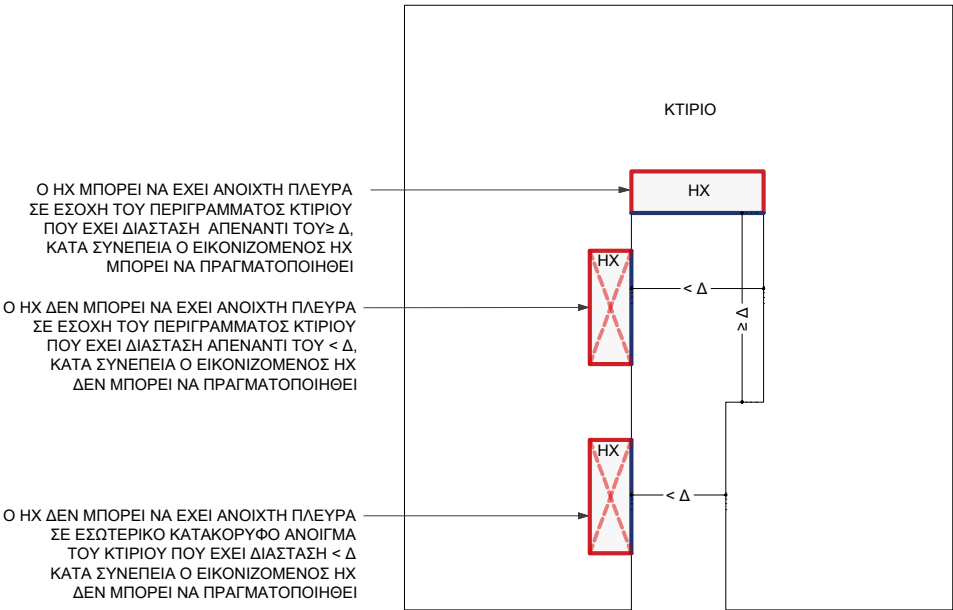 ΚΤΙΡΙΟ
Ο ΗΧ ΜΠΟΡΕΙ ΝΑ ΕΧΕΙ ΑΝΟΙΧΤΗ ΠΛΕΥΡΑ
ΣΕ ΕΣΟΧΗ ΤΟΥ ΠΕΡΙΓΡΑΜΜΑΤΟΣ ΚΤΙΡΙΟΥ
ΠΟΥ ΕΧΕΙ ΔΙΑΣΤΑΣΗ ΑΠΕΝΑΝΤΙ ΤΟΥ≥ Δ,
ΚΑΤΑ ΣΥΝΕΠΕΙΑ Ο ΕΙΚΟΝΙΖΟΜΕΝΟΣ ΗΧ
ΜΠΟΡΕΙ ΝΑ ΠΡΑΓΜΑΤΟΠΟΙΗΘΕΙ
ΗΧ
Ο ΗΧ ΔΕΝ ΜΠΟΡΕΙ ΝΑ ΕΧΕΙ ΑΝΟΙΧΤΗ ΠΛΕΥΡΑ
ΣΕ ΕΣΟΧΗ ΤΟΥ ΠΕΡΙΓΡΑΜΜΑΤΟΣ ΚΤΙΡΙΟΥ
ΠΟΥ ΕΧΕΙ ΔΙΑΣΤΑΣΗ ΑΠΕΝΑΝΤΙ ΤΟΥ < Δ,
ΚΑΤΑ ΣΥΝΕΠΕΙΑ Ο ΕΙΚΟΝΙΖΟΜΕΝΟΣ ΗΧ
ΔΕΝ ΜΠΟΡΕΙ ΝΑ ΠΡΑΓΜΑΤΟΠΟΙΗΘΕΙ
ΗΧ
< Δ
≥ Δ
Ο ΗΧ ΔΕΝ ΜΠΟΡΕΙ ΝΑ ΕΧΕΙ ΑΝΟΙΧΤΗ ΠΛΕΥΡΑ
ΣΕ ΕΣΩΤΕΡΙΚΟ ΚΑΤΑΚΟΡΥΦΟ ΑΝΟΙΓΜΑ
ΤΟΥ ΚΤΙΡΙΟΥ ΠΟΥ ΕΧΕΙ ΔΙΑΣΤΑΣΗ < Δ
ΚΑΤΑ ΣΥΝΕΠΕΙΑ Ο ΕΙΚΟΝΙΖΟΜΕΝΟΣ ΗΧ
ΔΕΝ ΜΠΟΡΕΙ ΝΑ ΠΡΑΓΜΑΤΟΠΟΙΗΘΕΙ
ΗΧ
< Δ